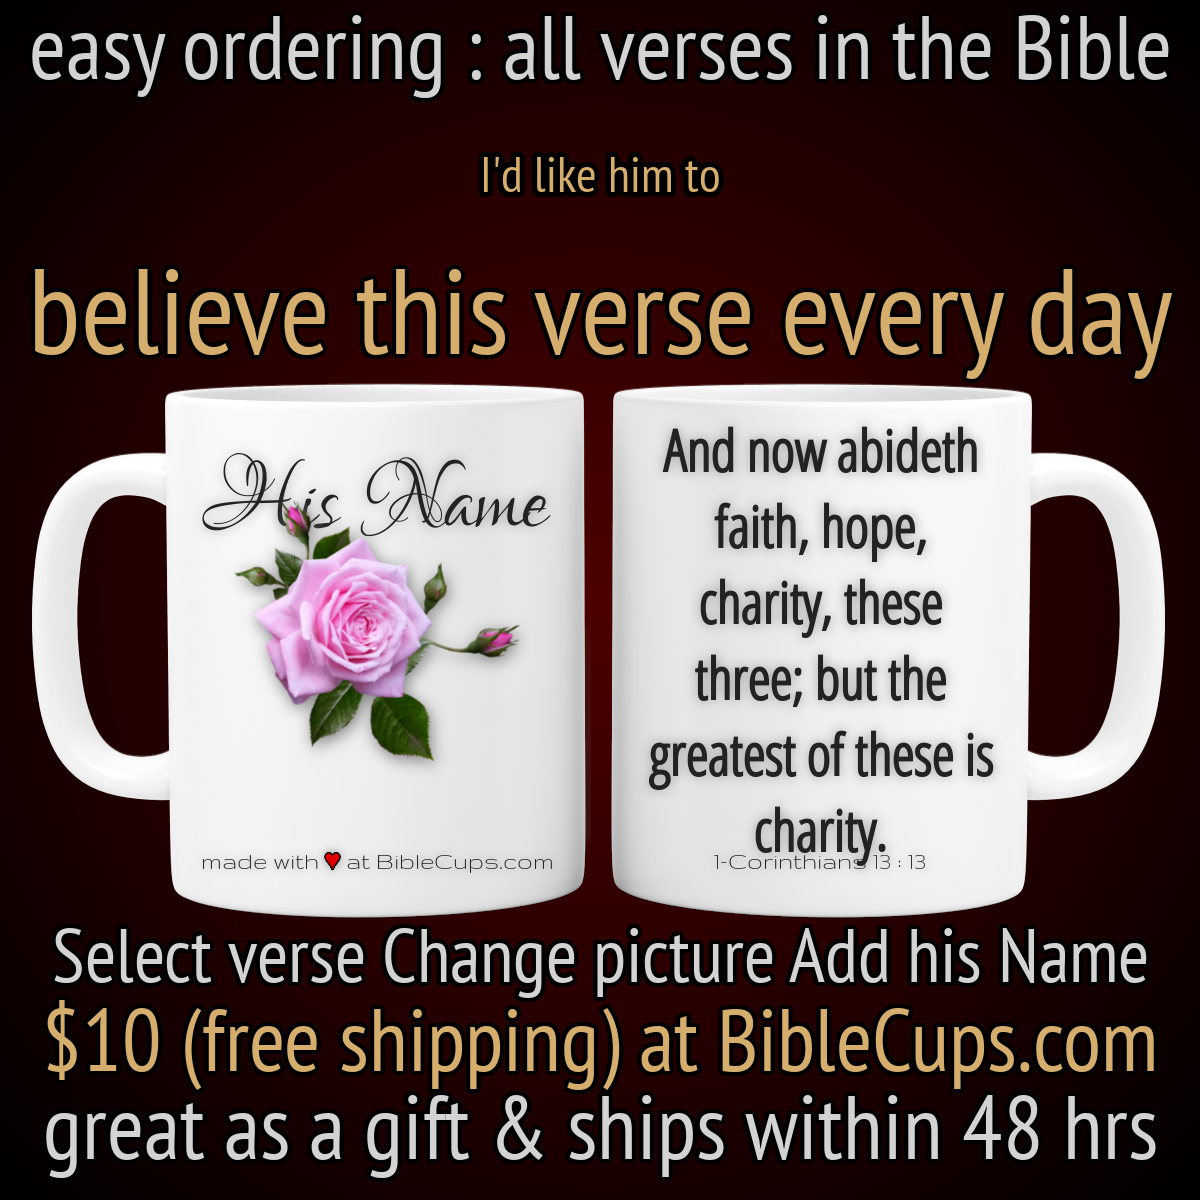 easy ordering : all verses in the Bible
I'd like him to
believe this verse every day
His Name
made with at BibleCups.com
And now abideth
faith, hope,
charity, these
three; but the
greatest of these is
charity.
1-Corinthians 13 : 13
Select verse Change picture Add his Name
$10 (free shipping) at BibleCups.com
great as a gift & ships within 48 hrs